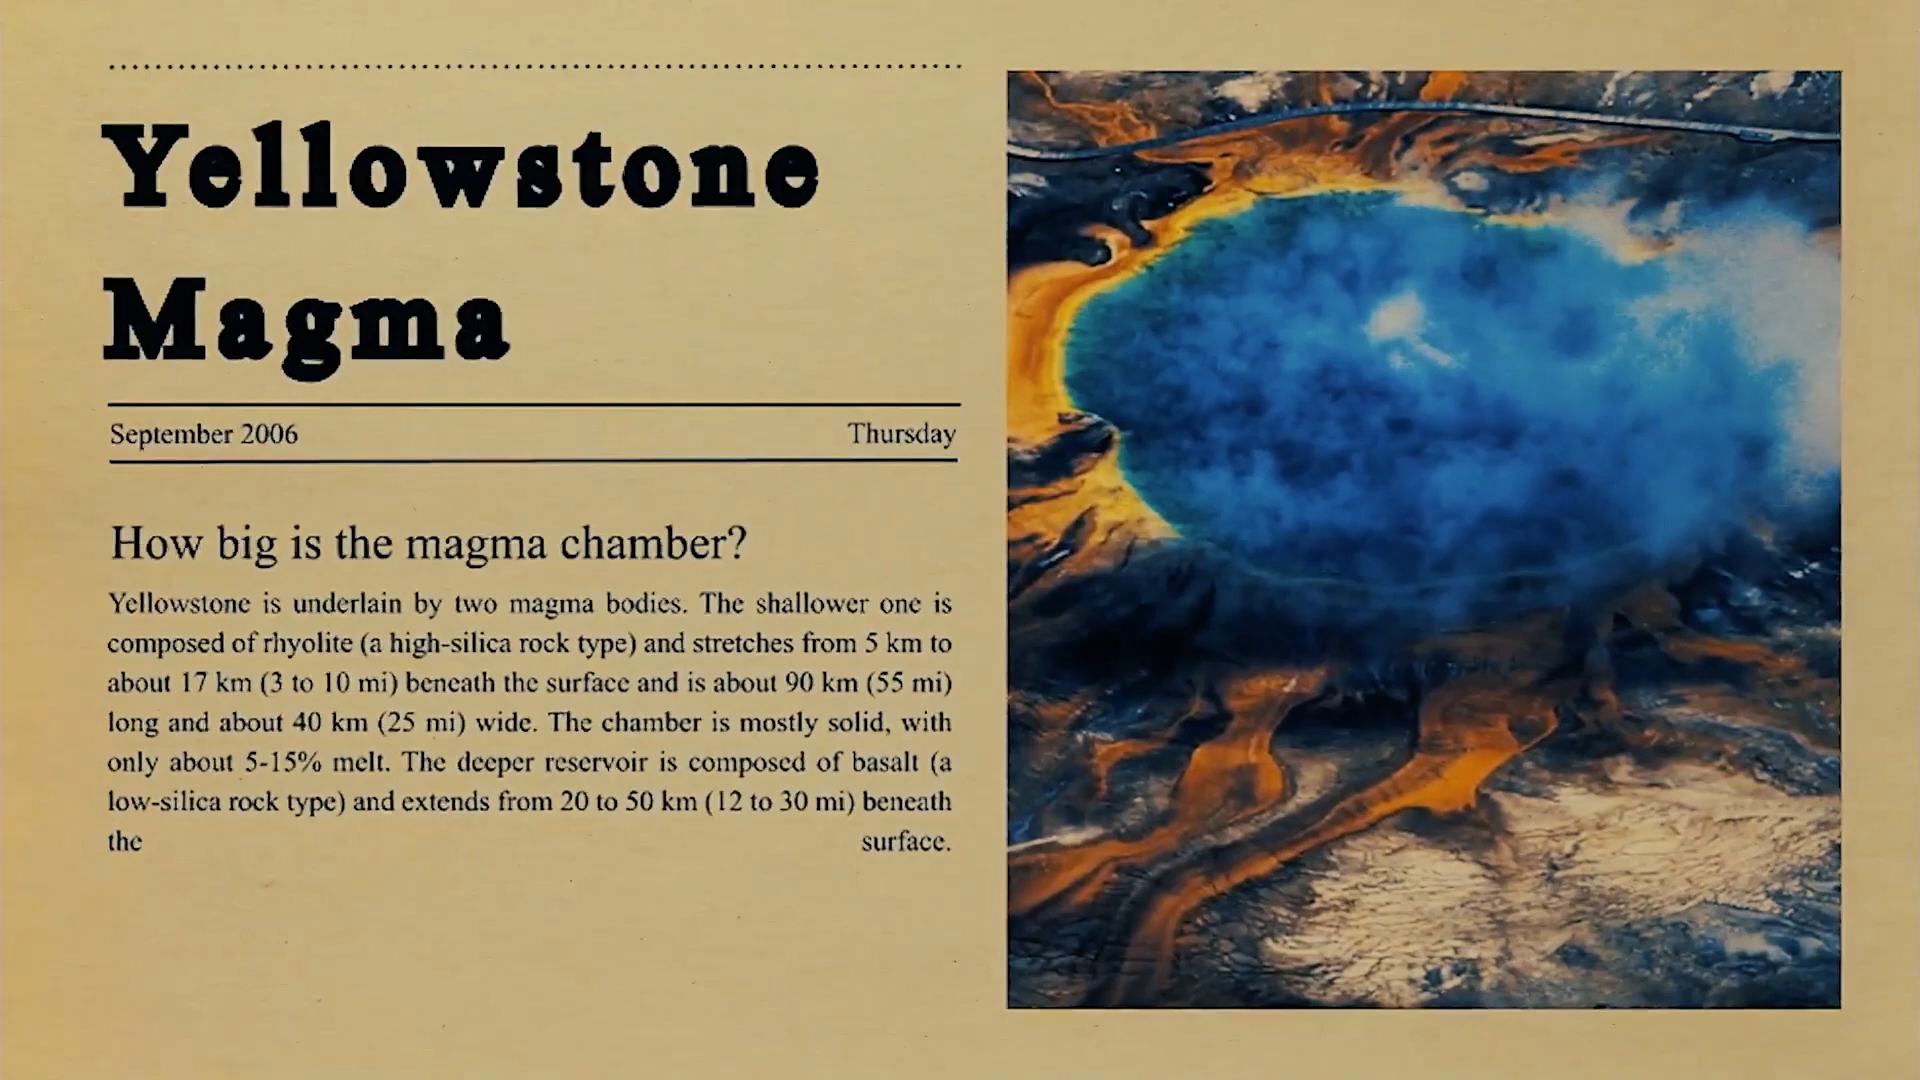 Yellowstone
Magma
September 2006 Thursday
How big is the magma chamber?
Yellowstone is underlain by two magma bodies. The shallower one is
composed of rhyolite (a high-silica rock type) and stretches from 5 km to
about 17 km (3 to 10 mi) beneath the surface and is about 90 km (55 mi)
long and about 40 km (25 mi) wide. The chamber is mostly solid, with
only about 5-15% melt. The deeper reservoir is composed of basalt (a
low-silica rock type) and extends from 20 to 50 km (12 to 30 mi) beneath
the surface.